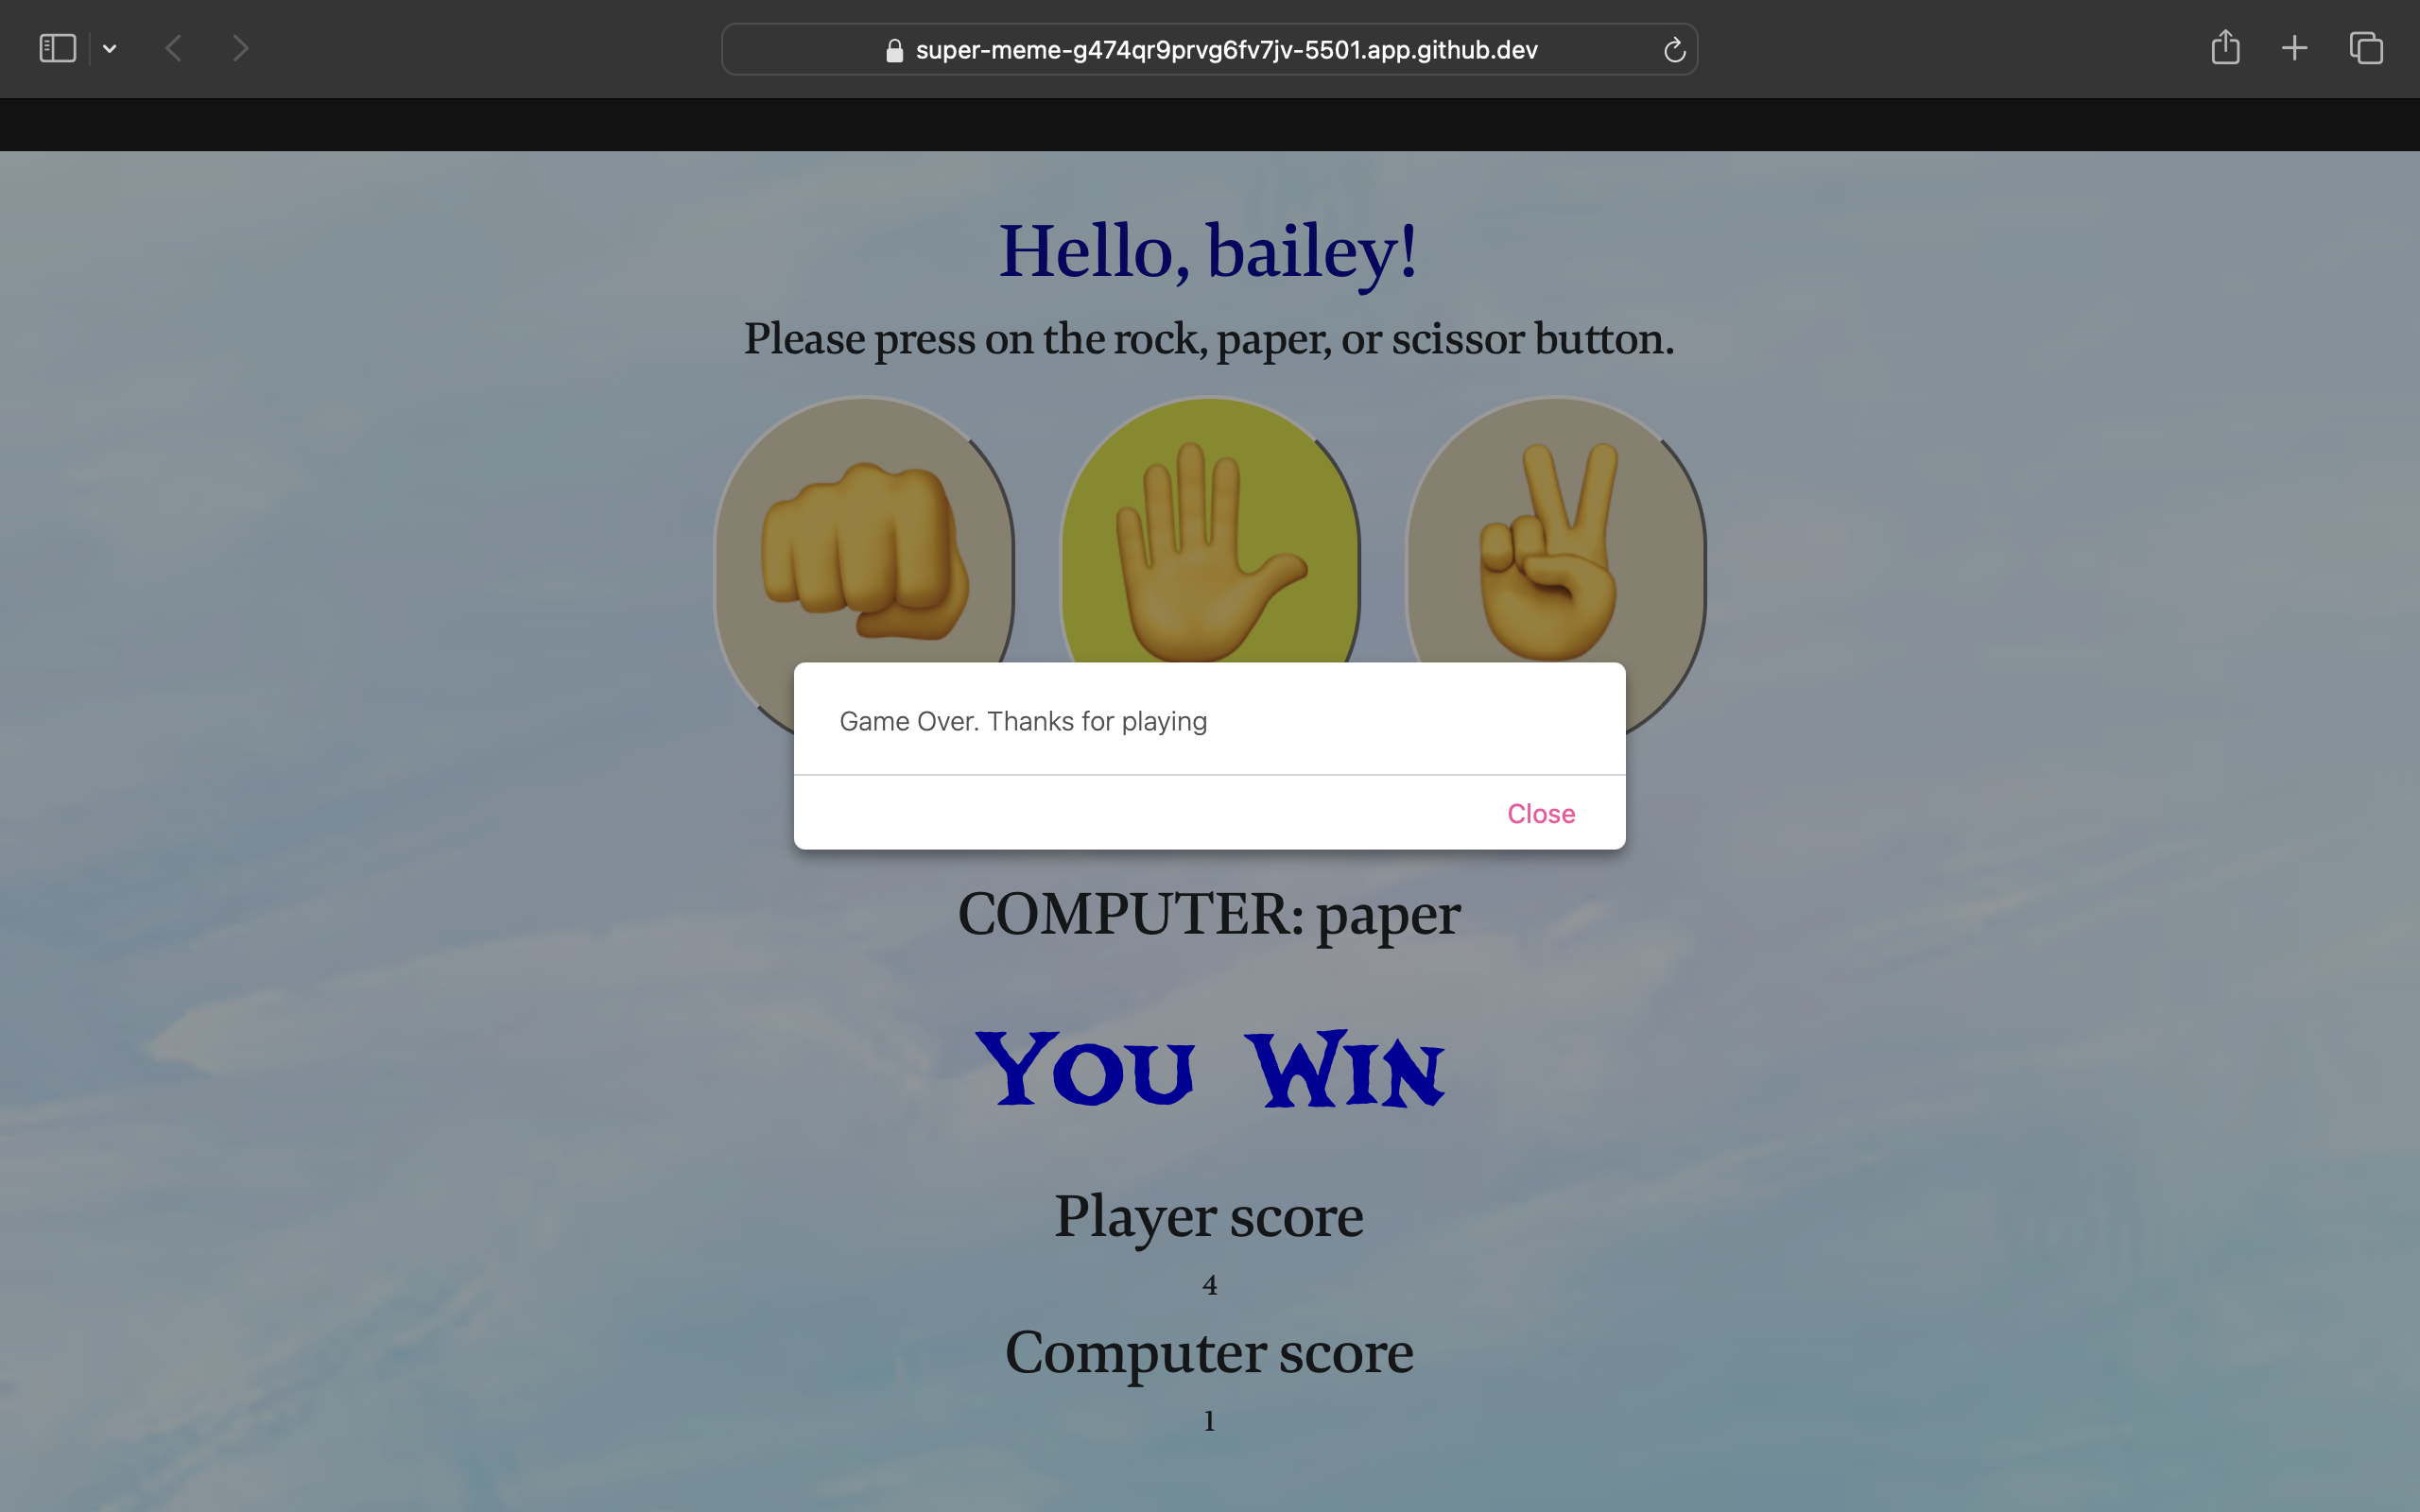 super-meme-g474qr9prvg6fv7jv-5501.app.github.dev
Hello, bailey!
Please press on the rock, paper, or scissor button.
Game Over. Thanks for playing
Close
COMPUTER: paper
You Win
Player score
4
Computer score
1